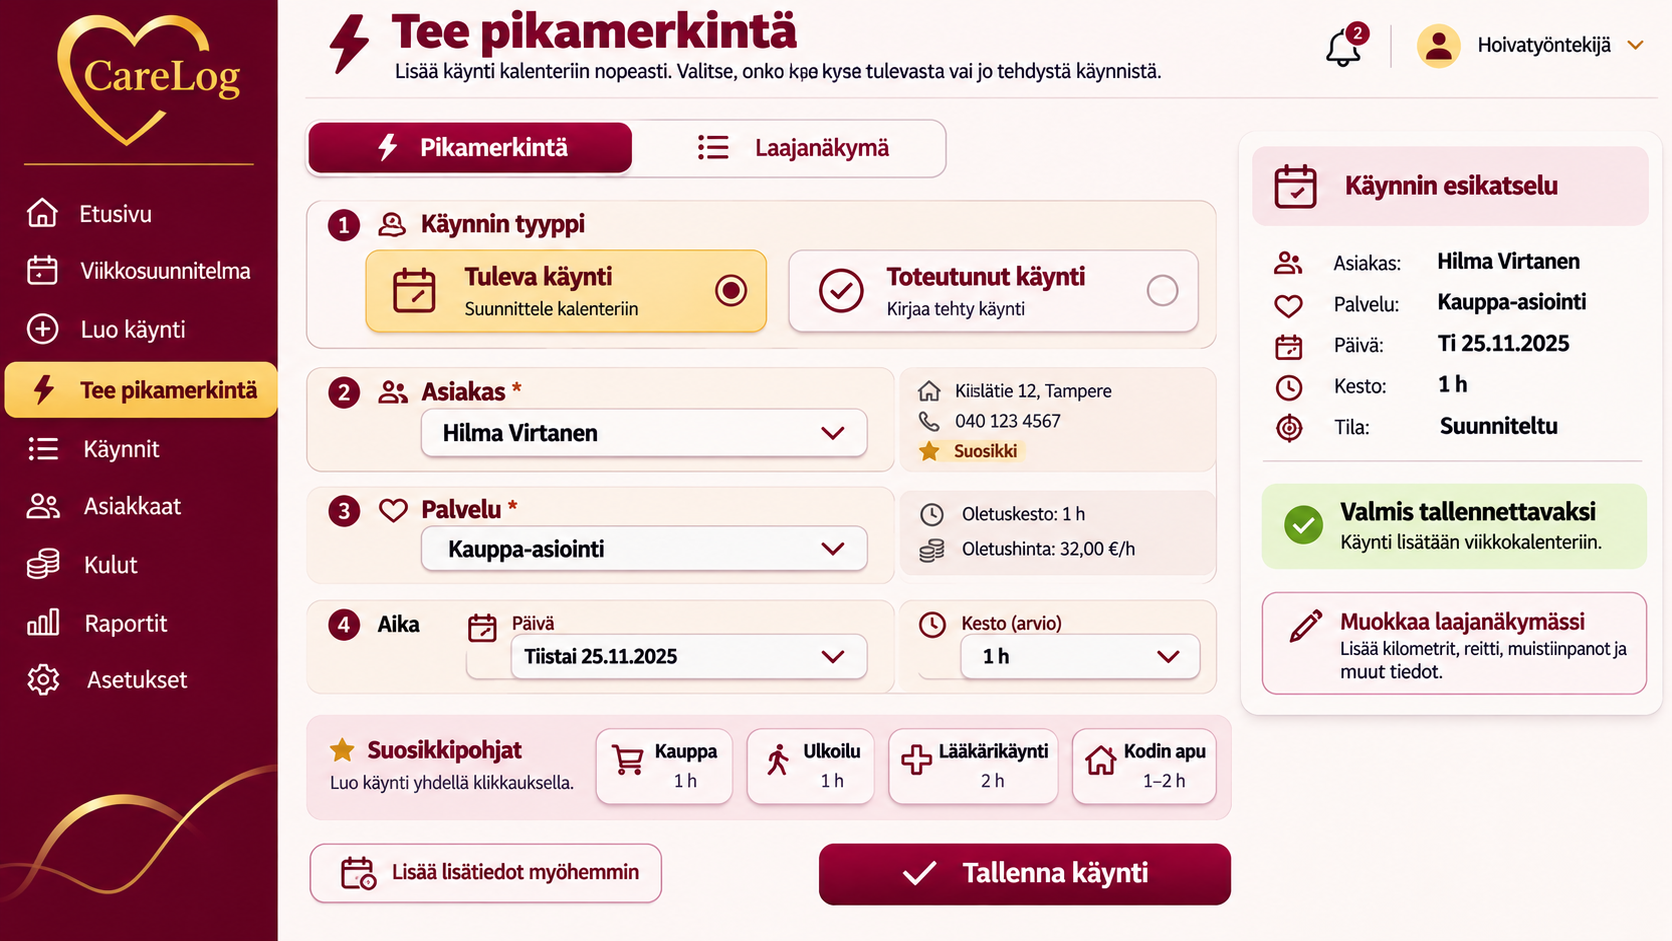 CareLog
Etusivu
Viikkosuunnitelma
Luo käynti
Tee pikamerkintä
Käynnit
Asiakkaat
Kulut
Raportit
Asetukset
Tee pikamerkintä
Lisää käynti kalenteriin nopeasti. Valitse, onko kyse tulevasta vai jo tehdystä käynnistä.
2
Hoivatyöntekijä
Pikamerkintä
Laajanäkymä
1 Käynnin tyyppi
Tuleva käynti
Suunnittele kalenteriin
Toteutunut käynti
Kirjaa tehty käynti
2 Asiakas *
Hilma Virtanen
12, Tampere
040 123 4567
Suosikki
3 Palvelu *
Kauppa-asiointi
Oletuskesto: 1 h
Oletushinta: 32,00 €/h
4 Aika
Päivä
Tiistai 25.11.2025
Kesto (arvio)
1 h
Suosikkipohjat
Luo käynti yhdellä klikkauksella.
Kauppa
1 h
Ulkoilu
1 h
Lääkärikäynti
2 h
Kodin apu
1–2 h
Lisää lisätiedot myöhemmin
Tallenna käynti
Käynnin esikatselu
Asiakas: Hilma Virtanen
Palvelu: Kauppa-asiointi
Päivä: Ti 25.11.2025
Kesto: 1 h
Tila: Suunniteltu
Valmis tallennettavaksi
Käynti lisätään viikkokalenteriin.
Muokkaa laajanäkymässi
Lisää kilometrit, reitti, muistiinpanot ja
muut tiedot.